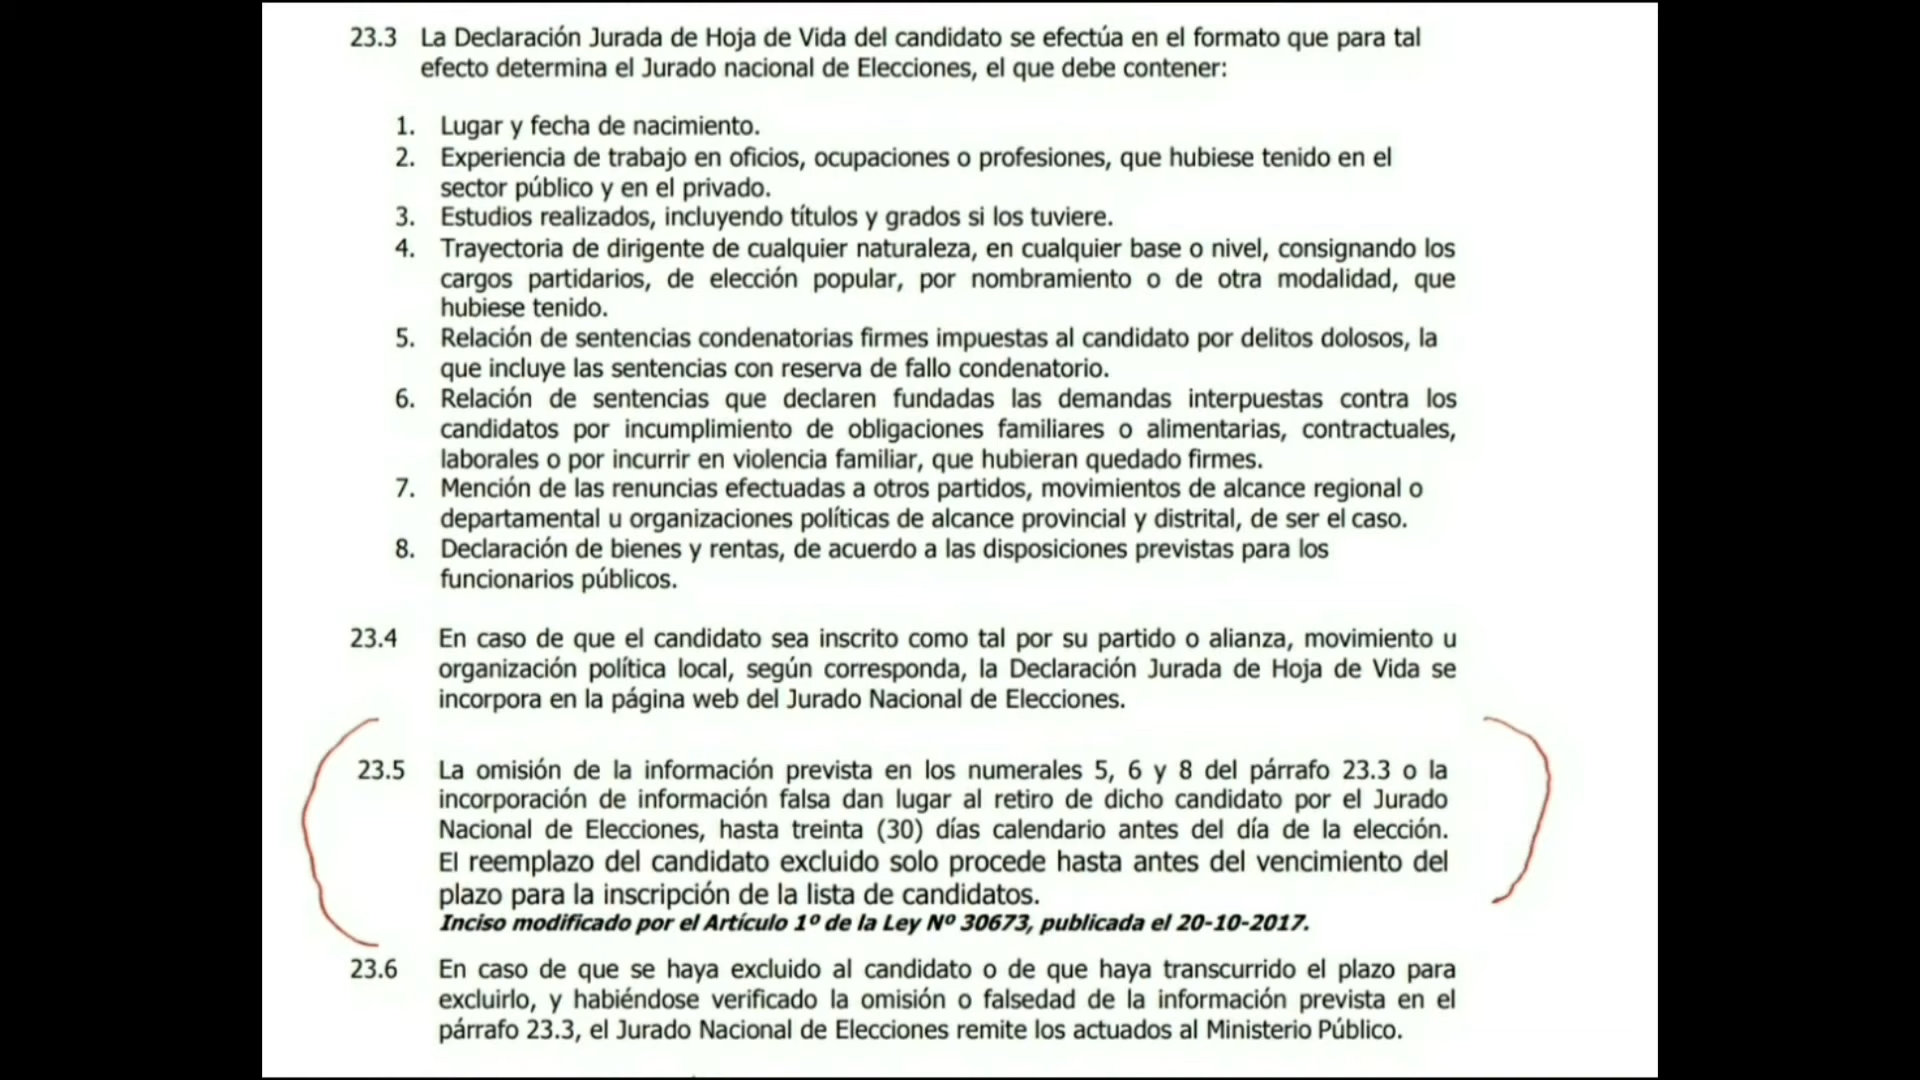 23.3 La Declaración Jurada de Hoja de Vida del candidato se efectúa en el formato que para tal
efecto determina el Jurado nacional de Elecciones, el que debe contener:
1. Lugar y fecha de nacimiento.
2. Experiencia de trabajo en oficios, ocupaciones o profesiones, que hubiese tenido en el
sector público y en el privado.
3. Estudios realizados, incluyendo títulos y grados si los tuviere.
4. Trayectoria de dirigente de cualquier naturaleza, en cualquier base o nivel, consignando los
cargos partidarios, de elección popular, por nombramiento o de otra modalidad, que
hubiese tenido.
5. Relación de sentencias condenatorias firmes impuestas al candidato por delitos dolosos, la
que incluye las sentencias con reserva de fallo condenatorio.
6. Relación de sentencias que declaren fundadas las demandas interpuestas contra los
candidatos por incumplimiento de obligaciones familiares o alimentarias, contractuales,
laborales o por incurrir en violencia familiar, que hubieran quedado firmes.
7. Mención de las renuncias efectuadas a otros partidos, movimientos de alcance regional o
departamental u organizaciones políticas de alcance provincial y distrital, de ser el caso.
8. Declaración de bienes y rentas, de acuerdo a las disposiciones previstas para los
funcionarios públicos.
23.4 En caso de que el candidato sea inscrito como tal por su partido o alianza, movimiento u
organización política local, según corresponda, la Declaración Jurada de Hoja de Vida se
incorpora en la página web del Jurado Nacional de Elecciones.
23.5 La omisión de la información prevista en los numerales 5, 6 y 8 del párrafo 23.3 o la
incorporación de información falsa dan lugar al retiro de dicho candidato por el Jurado
Nacional de Elecciones, hasta treinta (30) días calendario antes del día de la elección.
El reemplazo del candidato excluido solo procede hasta antes del vencimiento del
plazo para la inscripción de la lista de candidatos.
Inciso modificado por el Artículo 1º de la Ley Nº 30673, publicada el 20-10-2017.
23.6 En caso de que se haya excluido al candidato o de que haya transcurrido el plazo para
excluirlo, y habiéndose verificado la omisión o falsedad de la información prevista en el
párrafo 23.3, el Jurado Nacional de Elecciones remite los actuados al Ministerio Público.